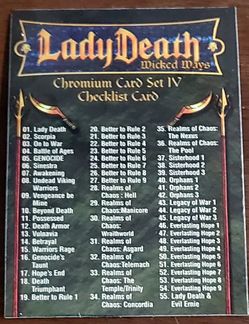 Lady Death
Wicked Ways
Chromium Card Set IV
Checklist Card
01. Lady Death
02. Scorpia
03. On to War
04. Battle of Ages
05. GENOCIDE
06. Sinestra
07. Awakening
08. Undead Viking
Warriors
09. Vengeance be
Mine
10. Beyond Death
11. Possessed
12. Death Armor
13. Vulnavia
14. Betrayal
15. Warriors Rage
16. Genocide's
Taunt
17. Hope's End
18. Death
Triumphant
19. Better to Rule 1
20. Better to Rule 2
21. Better to Rule 3
22. Better to Rule 4
23. Better to Rule 5
24. Better to Rule 6
25. Better to Rule 7
26. Better to Rule 8
27. Better to Rule 9
28. Realms of
Chaos : Hell
29. Realms of
Chaos:Manicore
30. Realms of
Chaos:
Wraithworld
31. Realms of
Chaos: Asgard
32. Realms of
Chaos:Telemach
33. Realms of
Chaos: The
Temple/Dinity
34. Realms of
Chaos: Concordia
35. Realms of Chaos:
The Nexus
36. Realms of Chaos:
The Pool
37. Sisterhood 1
38. Sisterhood 2
39. Sisterhood 3
40. Orphans 1
41. Orphans 2
42. Orphans 3
43. Legacy of War 1
44. Legacy of War 2
45. Legacy of War 3
46. Everlasting Hope 1
47. Everlasting Hope 2
48. Everlasting Hope 3
49. Everlasting Hope 4
50. Everlasting Hope 5
51. Everlasting Hope 6
52. Everlasting Hope 7
53. Everlasting Hope 8
54. Everlasting Hope 9
55. Lady Death &
Evil Ernie